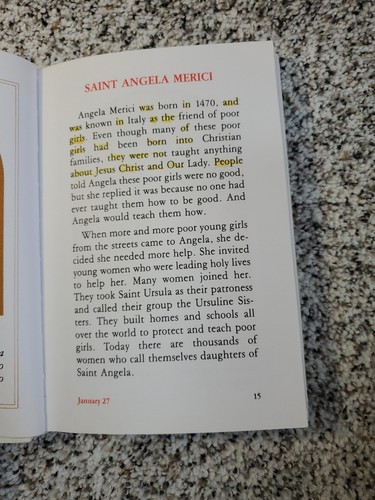 SAINT ANGELA MERICI
Angela Merici was born in 1470, and
was known in Italy as the friend of poor
girls. Even though many of these poor
girls had been born into Christian
families, they were not taught anything
about Jesus Christ and Our Lady. People
told Angela these poor girls were no good,
but she replied it was because no one had
ever taught them how to be good. And
Angela would teach them how.
When more and more poor young girls
from the streets came to Angela, she de-
cided she needed more help. She invited
young women who were leading holy lives
to help her. Many women joined her.
They took Saint Ursula as their patroness
and called their group the Ursuline Sis-
ters. They built homes and schools all
over the world to protect and teach poor
girls. Today there are thousands of
women who call themselves daughters of
Saint Angela.
January 27
15